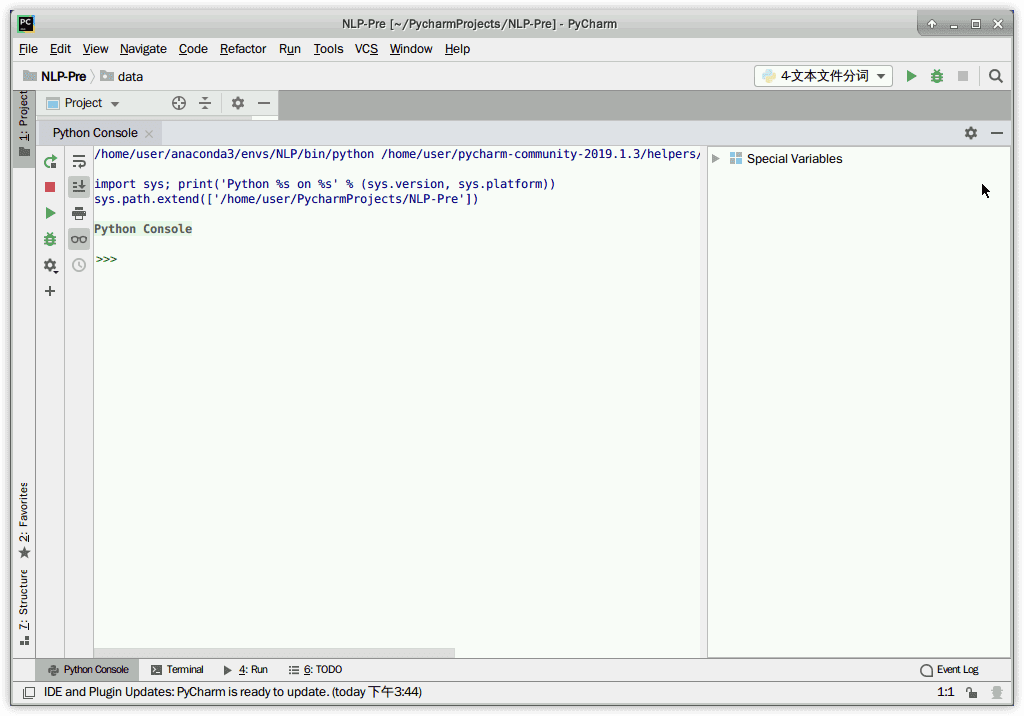 NLP-Pre [~/PycharmProjects/NLP-Pre] - PyCharm
File Edit View Navigate Code Refactor Run Tools VCS Window Help
NLP-Pre data 4-文本文件分词
1: Project
Project
Python Console
/home/user/anaconda3/envs/NLP/bin/python /home/user/pycharm-community-2019.1.3/helpers/
import sys; print('Python %s on %s' % (sys.version, sys.platform))
sys.path.extend(['/home/user/PycharmProjects/NLP-Pre'])
Python Console
>>>
Special Variables
2: Favorites
7: Structure
Python Console Terminal 4: Run 6: TODO Event Log
IDE and Plugin Updates: PyCharm is ready to update. (today 下午3:44) 1:1